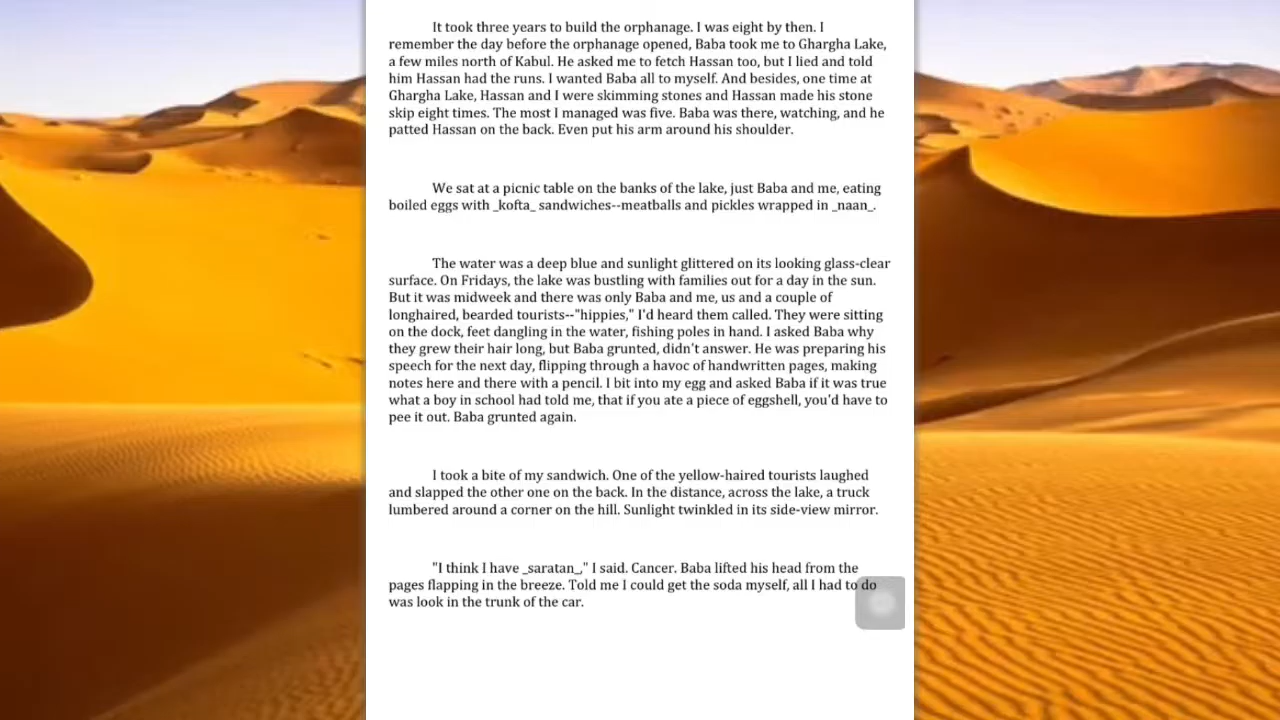 It took three years to build the orphanage. I was eight by then. I
remember the day before the orphanage opened, Baba took me to Ghargha Lake,
a few miles north of Kabul. He asked me to fetch Hassan too, but I lied and told
him Hassan had the runs. I wanted Baba all to myself. And besides, one time at
Ghargha Lake, Hassan and I were skimming stones and Hassan made his stone
skip eight times. The most I managed was five. Baba was there, watching, and he
patted Hassan on the back. Even put his arm around his shoulder.
We sat at a picnic table on the banks of the lake, just Baba and me, eating
boiled eggs with _kofta_ sandwiches--meatballs and pickles wrapped in _naan_.
The water was a deep blue and sunlight glittered on its looking glass-clear
surface. On Fridays, the lake was bustling with families out for a day in the sun.
But it was midweek and there was only Baba and me, us and a couple of
longhaired, bearded tourists--"hippies," I'd heard them called. They were sitting
on the dock, feet dangling in the water, fishing poles in hand. I asked Baba why
they grew their hair long, but Baba grunted, didn't answer. He was preparing his
speech for the next day, flipping through a havoc of handwritten pages, making
notes here and there with a pencil. I bit into my egg and asked Baba if it was true
what a boy in school had told me, that if you ate a piece of eggshell, you'd have to
pee it out. Baba grunted again.
I took a bite of my sandwich. One of the yellow-haired tourists laughed
and slapped the other one on the back. In the distance, across the lake, a truck
lumbered around a corner on the hill. Sunlight twinkled in its side-view mirror.
"I think I have _saratan_," I said. Cancer. Baba lifted his head from the
pages flapping in the breeze. Told me I could get the soda myself, all I had to do
was look in the trunk of the car.